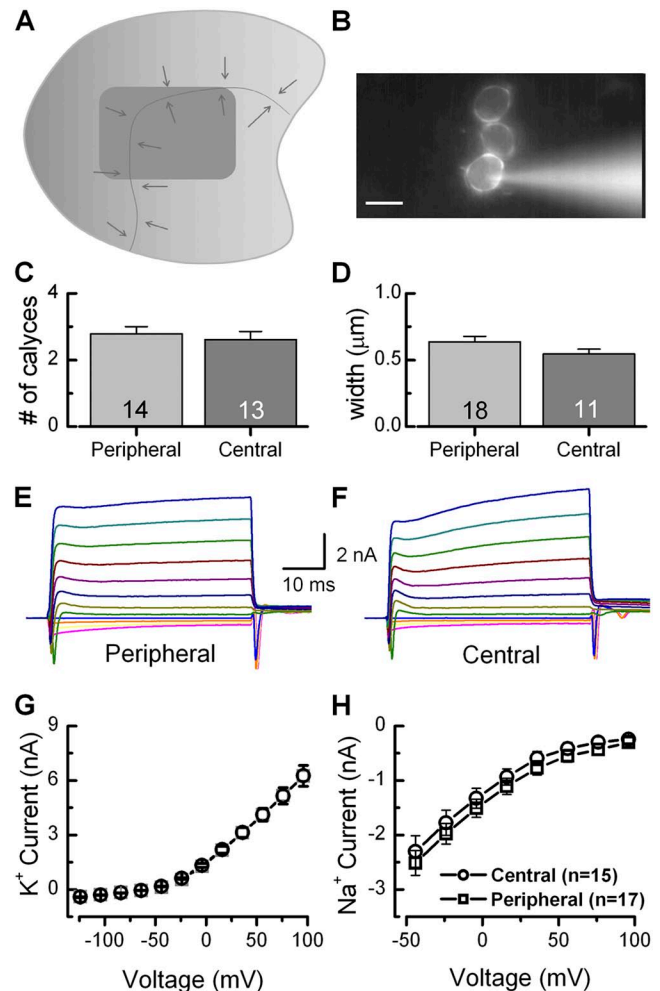 A
B
C
# of calyces
4
2
0
14
13
Peripheral
Central
D
width (μm)
1.0
0.5
0.0
18
11
Peripheral
Central
E
Peripheral
2 nA
10 ms
F
Central
G
K+ Current (nA)
9
6
3
0
-100
-50
0
50
100
Voltage (mV)
H
Na+ Current (nA)
0
-1
-2
-3
Central (n=15)
Peripheral (n=17)
-50
0
50
100
Voltage (mV)